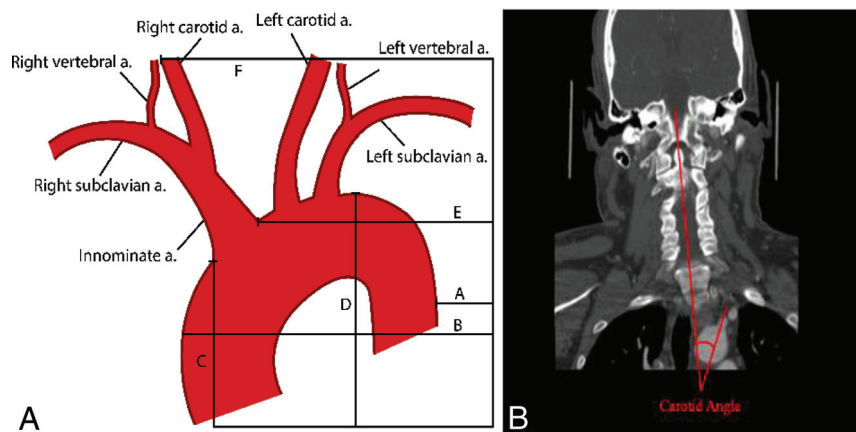 Right carotid a.
Left carotid a.
Right vertebral a.
Left vertebral a.
F
Left subclavian a.
Right subclavian a.
E
Innominate a.
A
D
B
C
A
B
Carotid Angle